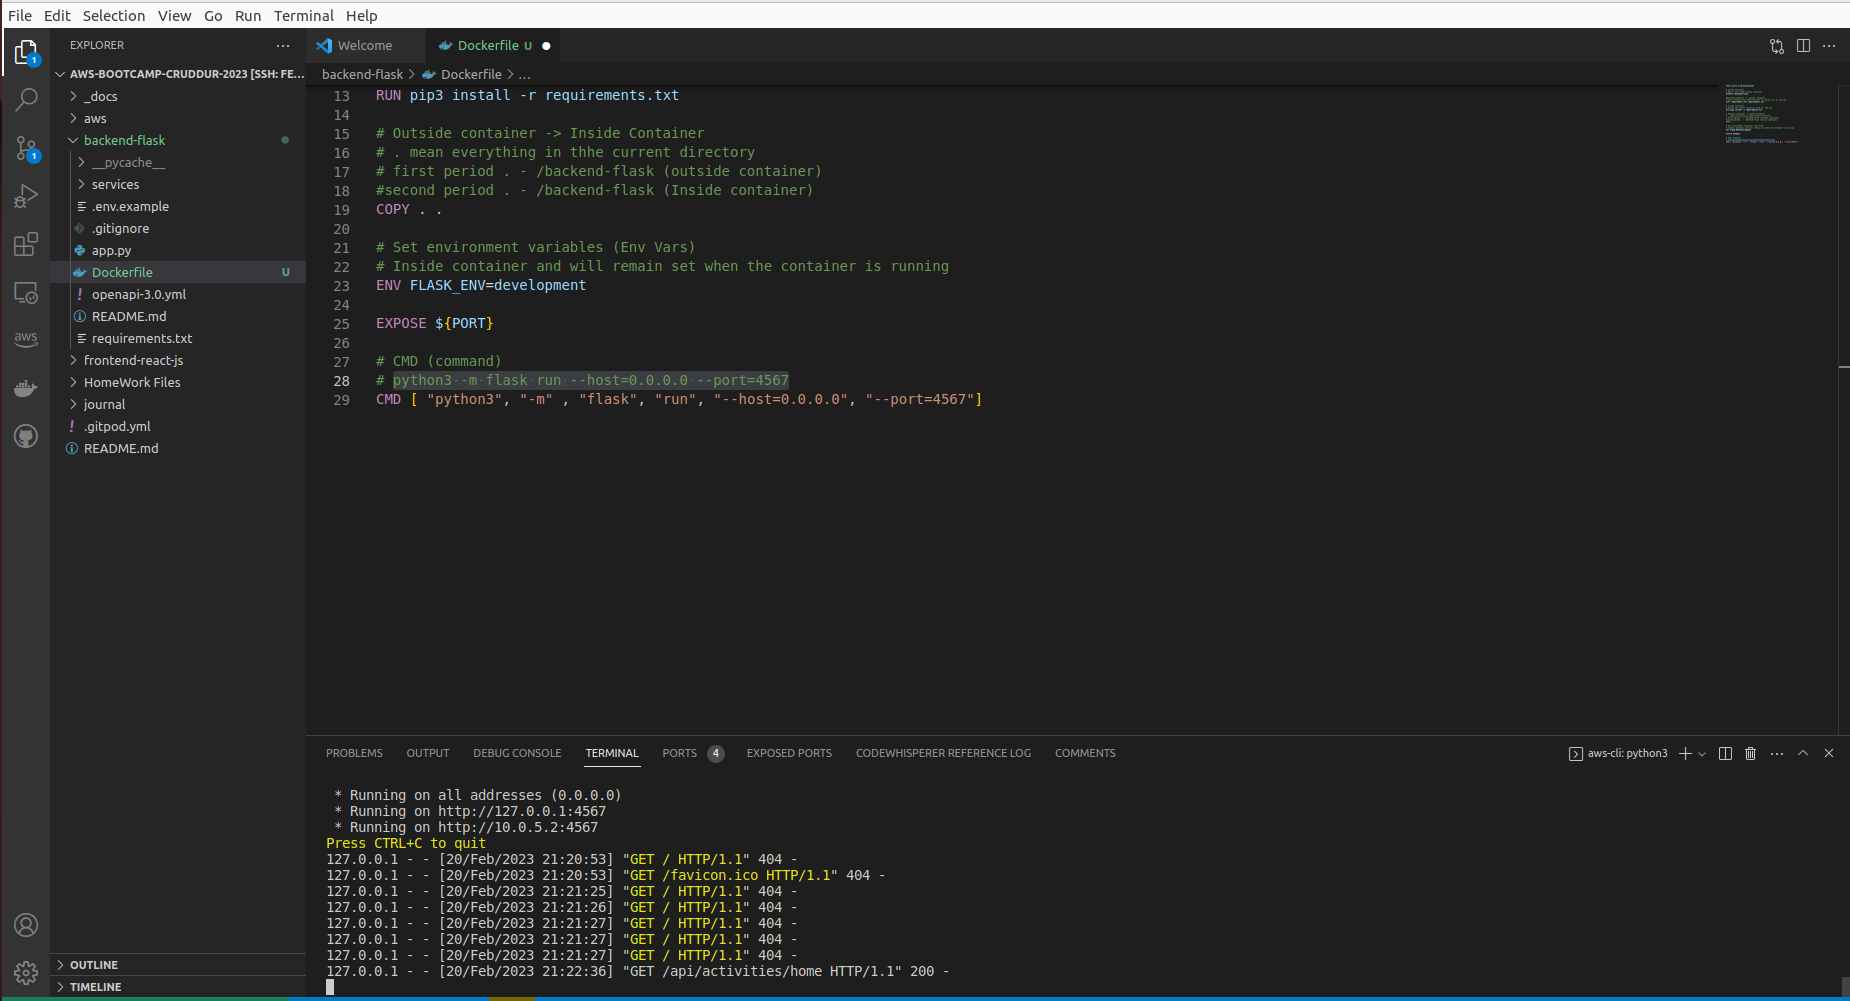 File Edit Selection View Go Run Terminal Help
EXPLORER
Welcome
Dockerfile U
AWS-BOOTCAMP-CRUDDUR-2023 [SSH: FE...
backend-flask > Dockerfile > ...
_docs
aws
backend-flask
__pycache__
services
.env.example
.gitignore
app.py
Dockerfile U
openapi-3.0.yml
README.md
requirements.txt
frontend-react-js
HomeWork Files
journal
.gitpod.yml
README.md
OUTLINE
TIMELINE
1
1
aws
13 RUN pip3 install -r requirements.txt
14
15 # Outside container -> Inside Container
16 # . mean everything in thhe current directory
17 # first period . - /backend-flask (outside container)
18 #second period . - /backend-flask (Inside container)
19 COPY . .
20
21 # Set environment variables (Env Vars)
22 # Inside container and will remain set when the container is running
23 ENV FLASK_ENV=development
24
25 EXPOSE ${PORT}
26
27 # CMD (command)
28 # python3 -m flask run --host=0.0.0.0 --port=4567
29 CMD [ "python3", "-m" , "flask", "run", "--host=0.0.0.0", "--port=4567"]
PROBLEMS OUTPUT DEBUG CONSOLE TERMINAL PORTS 4 EXPOSED PORTS CODEWHISPERER REFERENCE LOG COMMENTS
aws-cli: python3
* Running on all addresses (0.0.0.0)
* Running on http://127.0.0.1:4567
* Running on http://10.0.5.2:4567
Press CTRL+C to quit
127.0.0.1 - - [20/Feb/2023 21:20:53] "GET / HTTP/1.1" 404 -
127.0.0.1 - - [20/Feb/2023 21:20:53] "GET /favicon.ico HTTP/1.1" 404 -
127.0.0.1 - - [20/Feb/2023 21:21:25] "GET / HTTP/1.1" 404 -
127.0.0.1 - - [20/Feb/2023 21:21:26] "GET / HTTP/1.1" 404 -
127.0.0.1 - - [20/Feb/2023 21:21:27] "GET / HTTP/1.1" 404 -
127.0.0.1 - - [20/Feb/2023 21:21:27] "GET / HTTP/1.1" 404 -
127.0.0.1 - - [20/Feb/2023 21:21:27] "GET / HTTP/1.1" 404 -
127.0.0.1 - - [20/Feb/2023 21:22:36] "GET /api/activities/home HTTP/1.1" 200 -